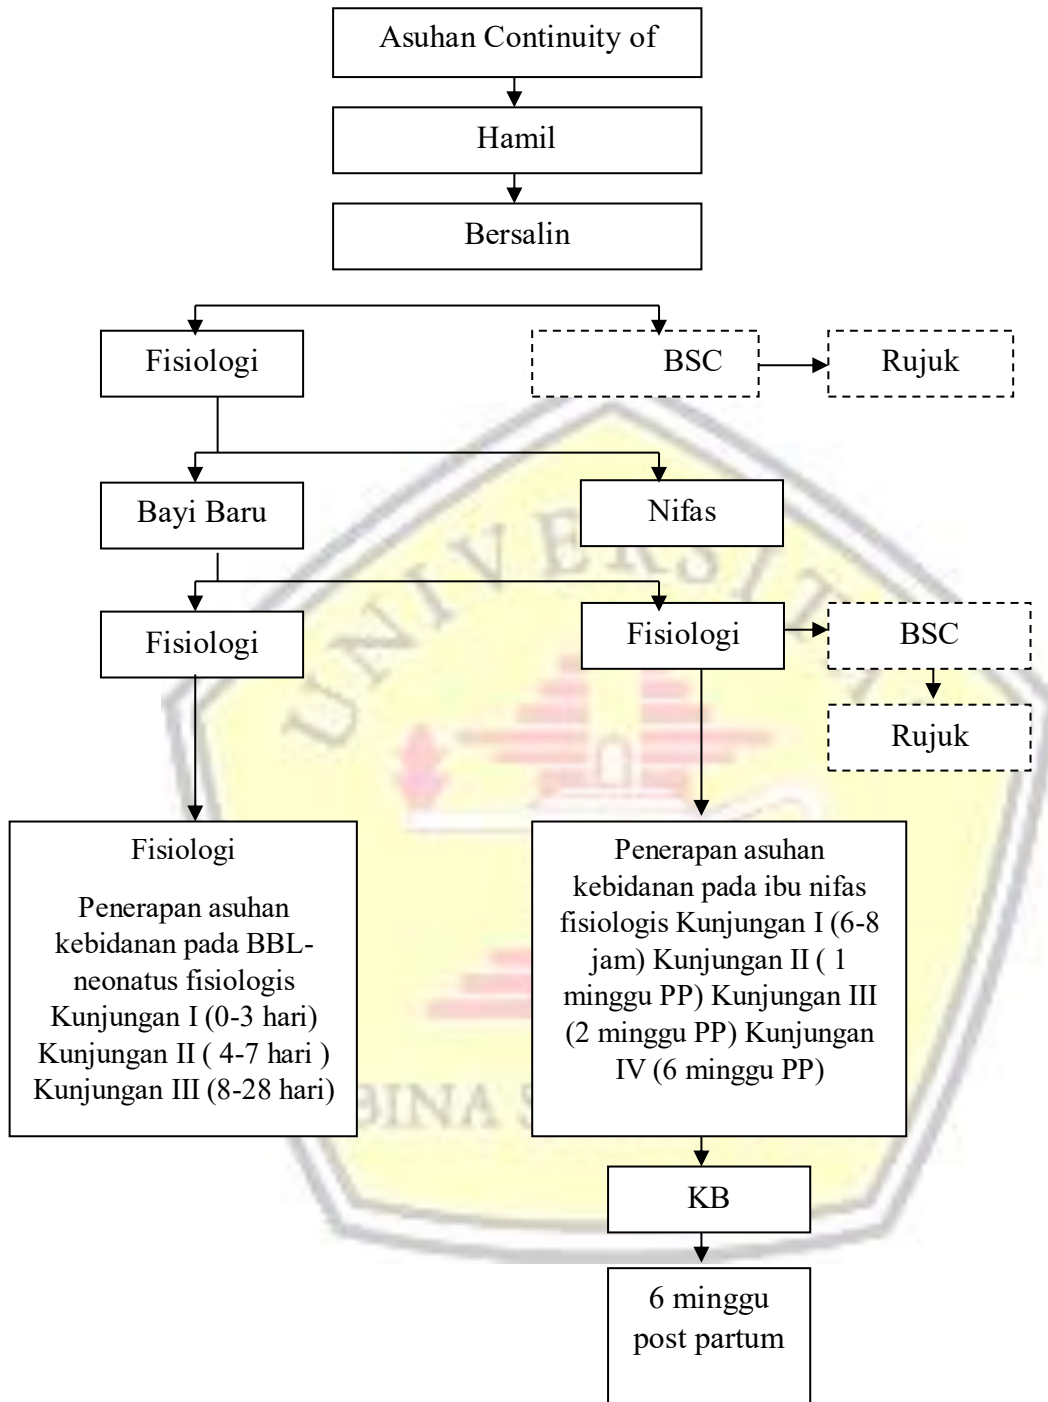 Asuhan Continuity of
Hamil
Bersalin
Fisiologi
BSC
Rujuk
Bayi Baru
Nifas
Fisiologi
Fisiologi
BSC
Rujuk
Fisiologi
Penerapan asuhan
kebidanan pada BBL-
neonatus fisiologis
Kunjungan I (0-3 hari)
Kunjungan II ( 4-7 hari )
Kunjungan III (8-28 hari)
Penerapan asuhan
kebidanan pada ibu nifas
fisiologis Kunjungan I (6-8
jam) Kunjungan II ( 1
minggu PP) Kunjungan III
(2 minggu PP) Kunjungan
IV (6 minggu PP)
KB
6 minggu
post partum
UNIVERSITA
BINA S